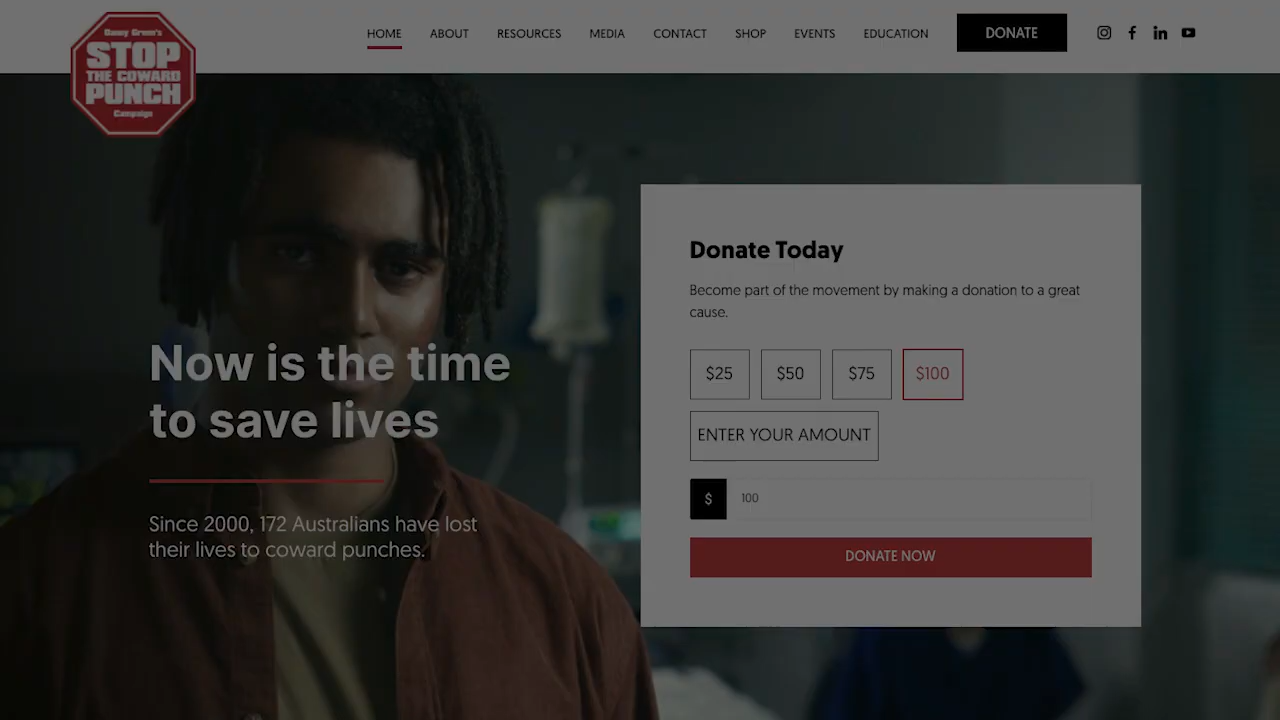 Danny Green's
STOP
THE COWARD
PUNCH
Campaign
HOME ABOUT RESOURCES MEDIA CONTACT SHOP EVENTS EDUCATION DONATE
Now is the time
to save lives
Since 2000, 172 Australians have lost
their lives to coward punches.
Donate Today
Become part of the movement by making a donation to a great
cause.
$25 $50 $75 $100
ENTER YOUR AMOUNT
$ 100
DONATE NOW